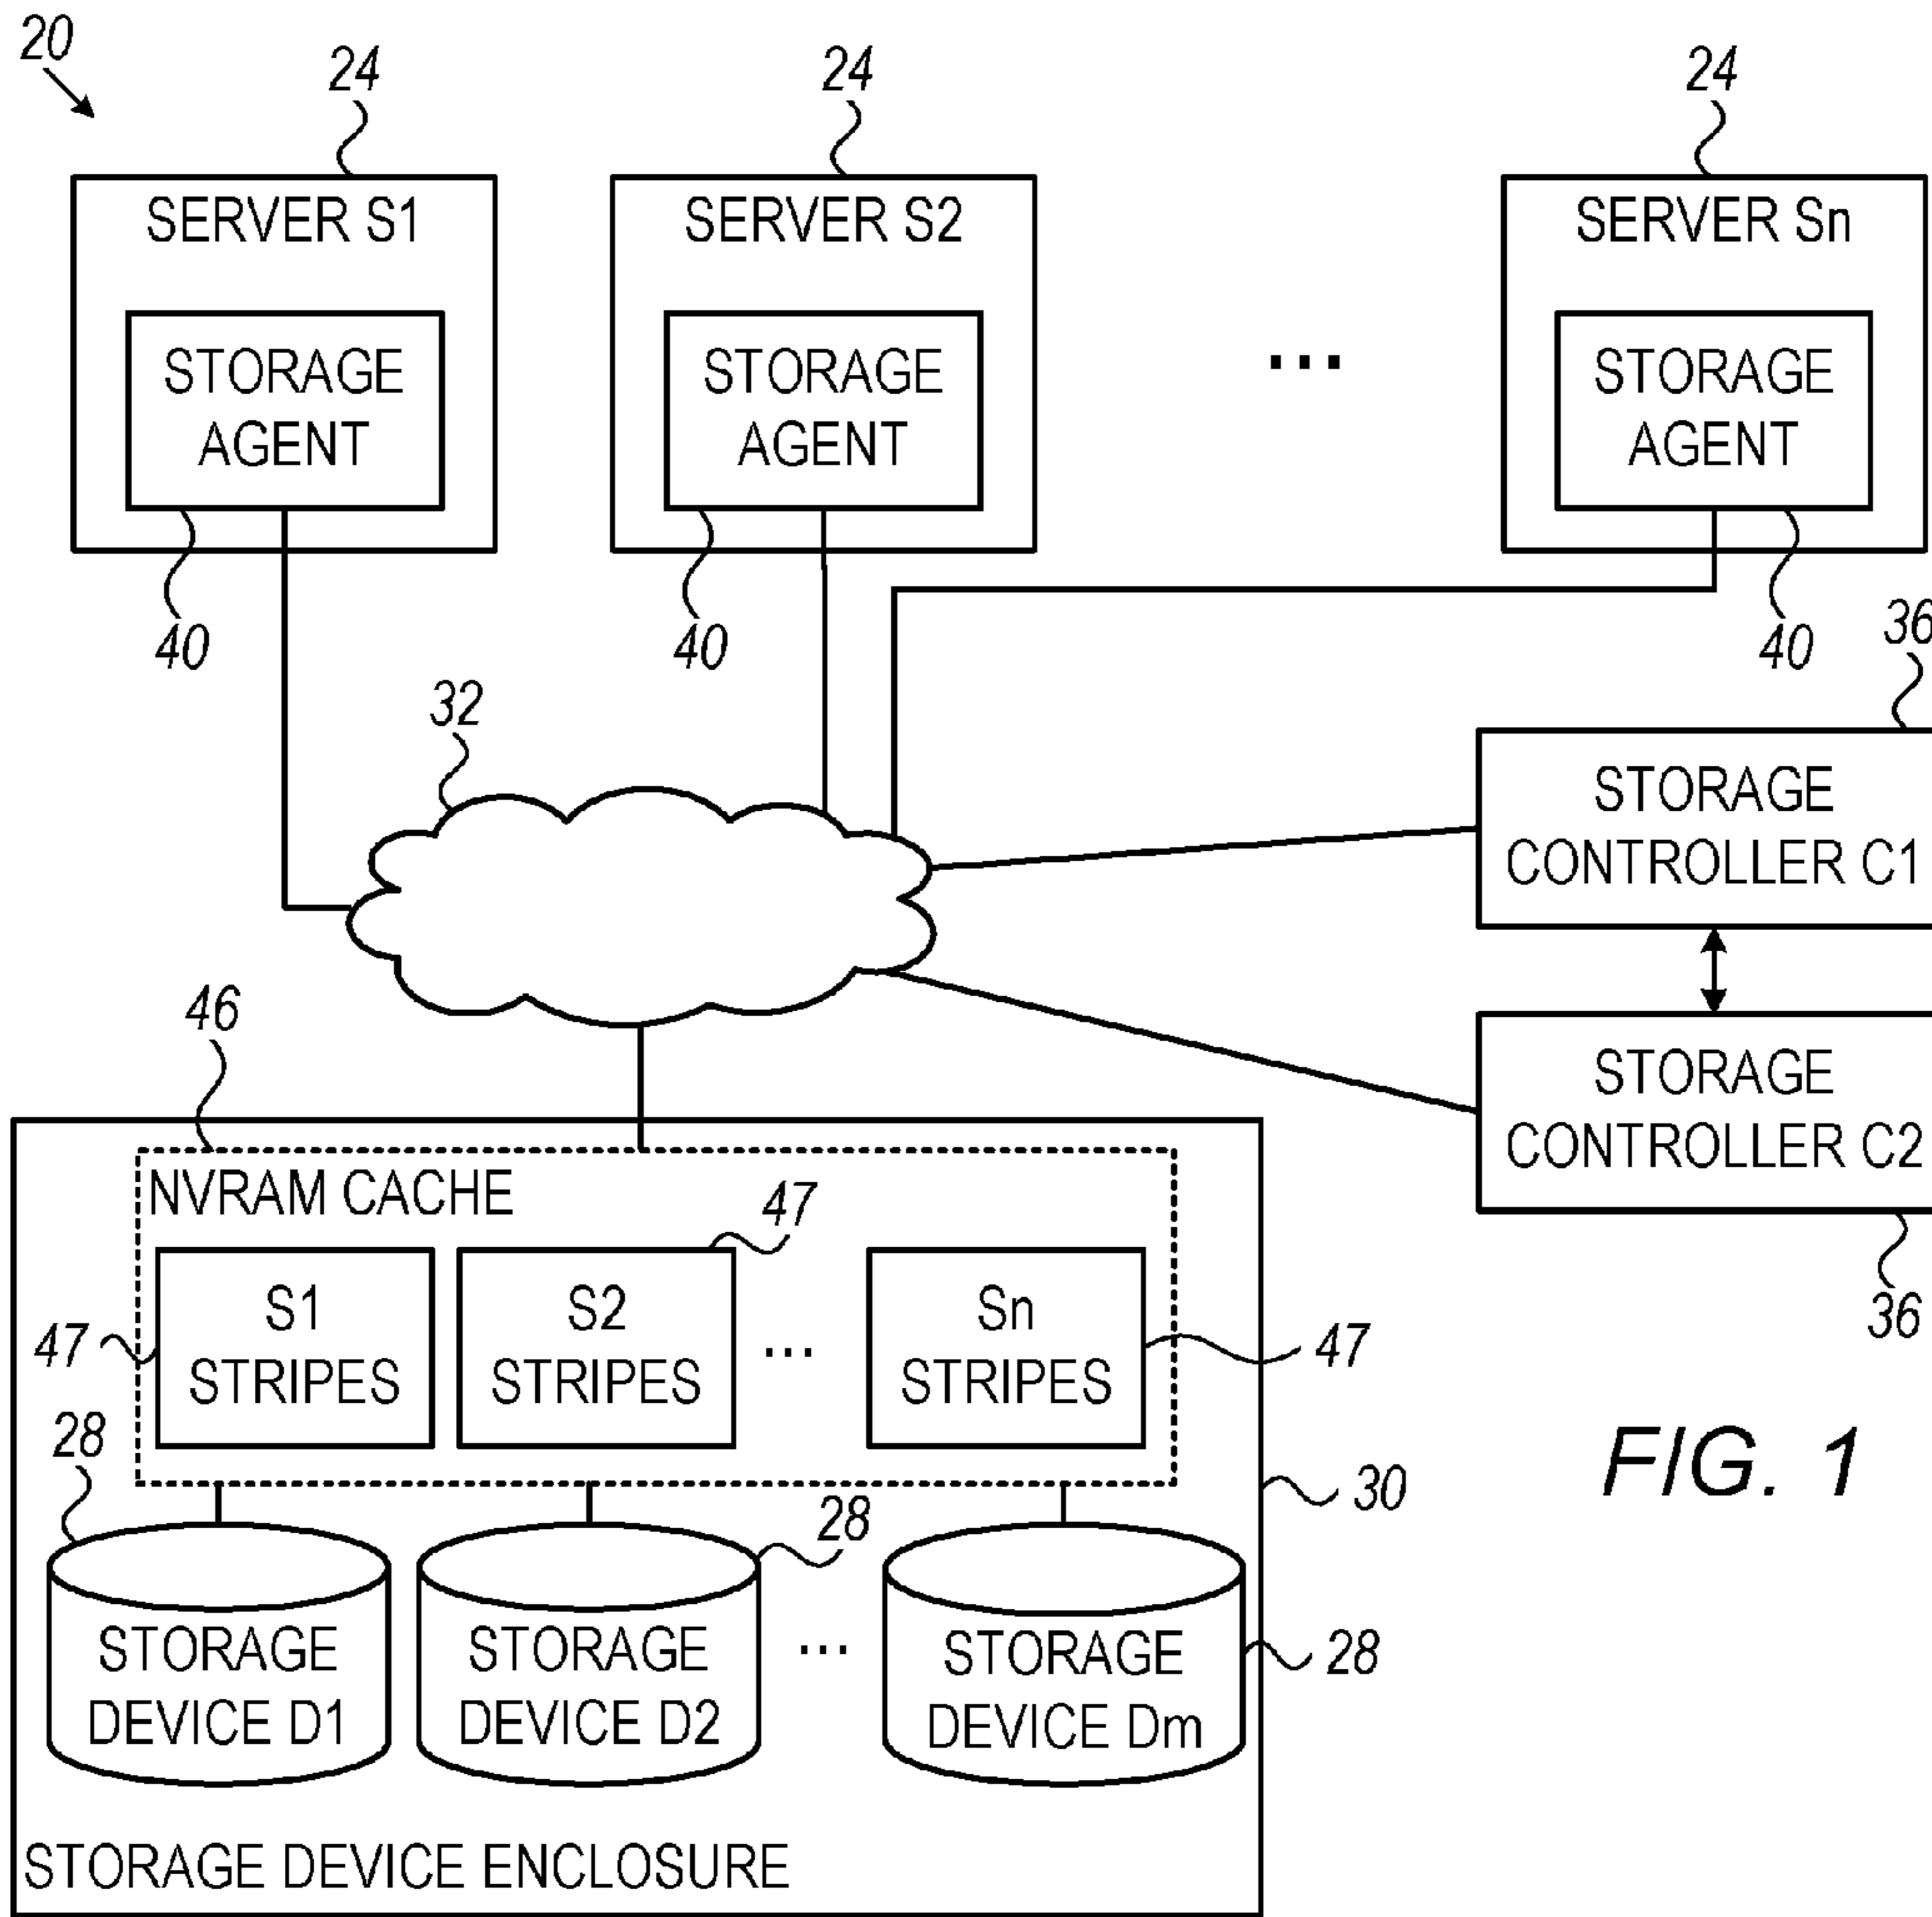 20
24
24
24
SERVER S1
SERVER S2
SERVER Sn
STORAGE
AGENT
STORAGE
AGENT
...
STORAGE
AGENT
40
40
40
36
32
STORAGE
CONTROLLER C1
46
STORAGE
CONTROLLER C2
36
NVRAM CACHE
47
S1
STRIPES
S2
STRIPES
...
Sn
STRIPES
47
47
28
28
30
FIG. 1
STORAGE
DEVICE D1
STORAGE
DEVICE D2
...
STORAGE
DEVICE Dm
28
STORAGE DEVICE ENCLOSURE